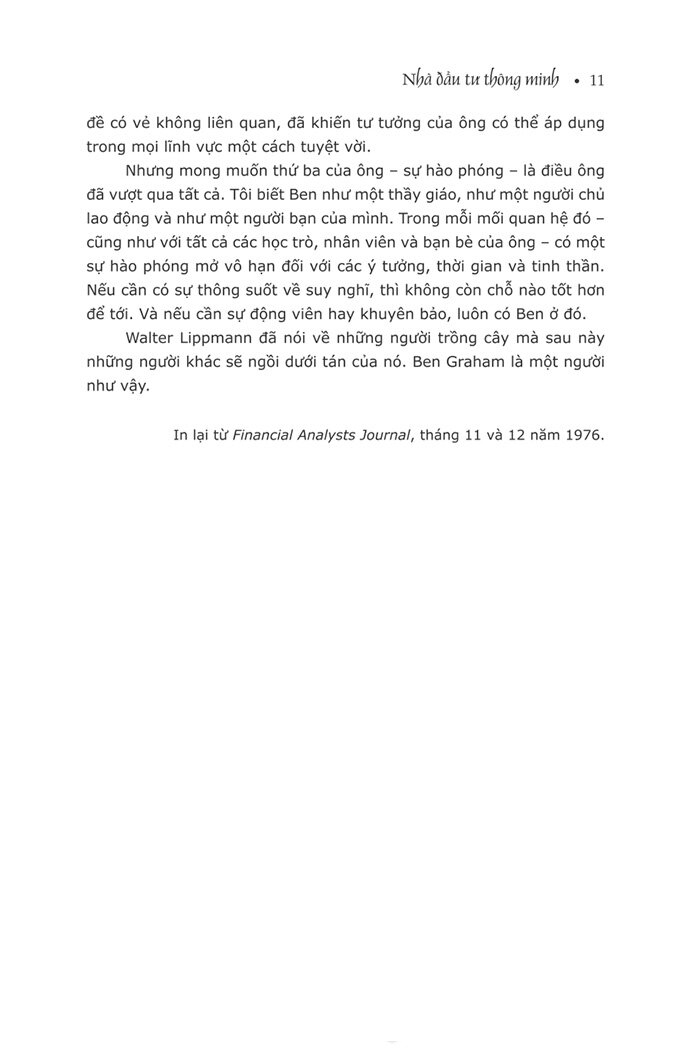 Nhà đầu tư thông minh • 11
đề có vẻ không liên quan, đã khiến tư tưởng của ông có thể áp dụng
trong mọi lĩnh vực một cách tuyệt vời.
Nhưng mong muốn thứ ba của ông – sự hào phóng – là điều ông
đã vượt qua tất cả. Tôi biết Ben như một thầy giáo, như một người chủ
lao động và như một người bạn của mình. Trong mỗi mối quan hệ đó –
cũng như với tất cả các học trò, nhân viên và bạn bè của ông – có một
sự hào phóng mở vô hạn đối với các ý tưởng, thời gian và tinh thần.
Nếu cần có sự thông suốt về suy nghĩ, thì không còn chỗ nào tốt hơn
để tới. Và nếu cần sự động viên hay khuyên bảo, luôn có Ben ở đó.
Walter Lippmann đã nói về những người trồng cây mà sau này
những người khác sẽ ngồi dưới tán của nó. Ben Graham là một người
như vậy.
In lại từ Financial Analysts Journal, tháng 11 và 12 năm 1976.